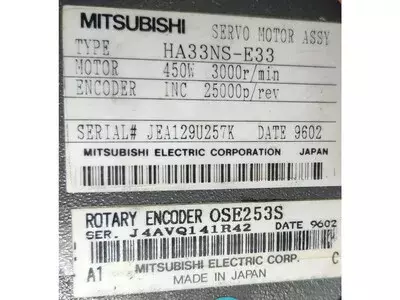 MITSUBISHI SERVO MOTOR ASSY
TYPE HA33NS-E33
MOTOR 450W 3000r/min
ENCODER INC 25000p/rev
SERIAL# JEA129U257K DATE 9602
MITSUBISHI ELECTRIC CORPORATION JAPAN
ROTARY ENCODER OSE253S
SER. J4AVQ141R42 DATE 9602
MITSUBISHI ELECTRIC CORP.
A1 MADE IN JAPAN C